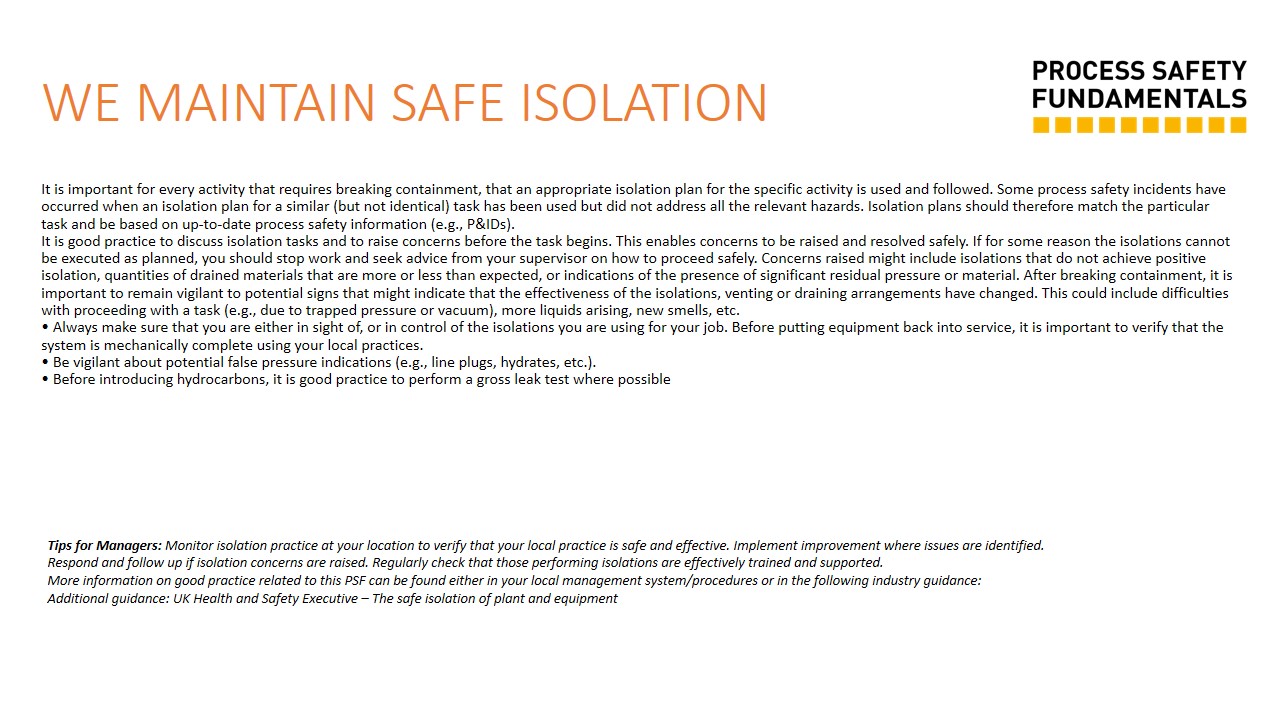 WE MAINTAIN SAFE ISOLATION
PROCESS SAFETY
FUNDAMENTALS
It is important for every activity that requires breaking containment, that an appropriate isolation plan for the specific activity is used and followed. Some process safety incidents have
occurred when an isolation plan for a similar (but not identical) task has been used but did not address all the relevant hazards. Isolation plans should therefore match the particular
task and be based on up-to-date process safety information (e.g., P&IDs).
It is good practice to discuss isolation tasks and to raise concerns before the task begins. This enables concerns to be raised and resolved safely. If for some reason the isolations cannot
be executed as planned, you should stop work and seek advice from your supervisor on how to proceed safely. Concerns raised might include isolations that do not achieve positive
isolation, quantities of drained materials that are more or less than expected, or indications of the presence of significant residual pressure or material. After breaking containment, it is
important to remain vigilant to potential signs that might indicate that the effectiveness of the isolations, venting or draining arrangements have changed. This could include difficulties
with proceeding with a task (e.g., due to trapped pressure or vacuum), more liquids arising, new smells, etc.
• Always make sure that you are either in sight of, or in control of the isolations you are using for your job. Before putting equipment back into service, it is important to verify that the
system is mechanically complete using your local practices.
• Be vigilant about potential false pressure indications (e.g., line plugs, hydrates, etc.).
• Before introducing hydrocarbons, it is good practice to perform a gross leak test where possible
Tips for Managers: Monitor isolation practice at your location to verify that your local practice is safe and effective. Implement improvement where issues are identified.
Respond and follow up if isolation concerns are raised. Regularly check that those performing isolations are effectively trained and supported.
More information on good practice related to this PSF can be found either in your local management system/procedures or in the following industry guidance:
Additional guidance: UK Health and Safety Executive – The safe isolation of plant and equipment